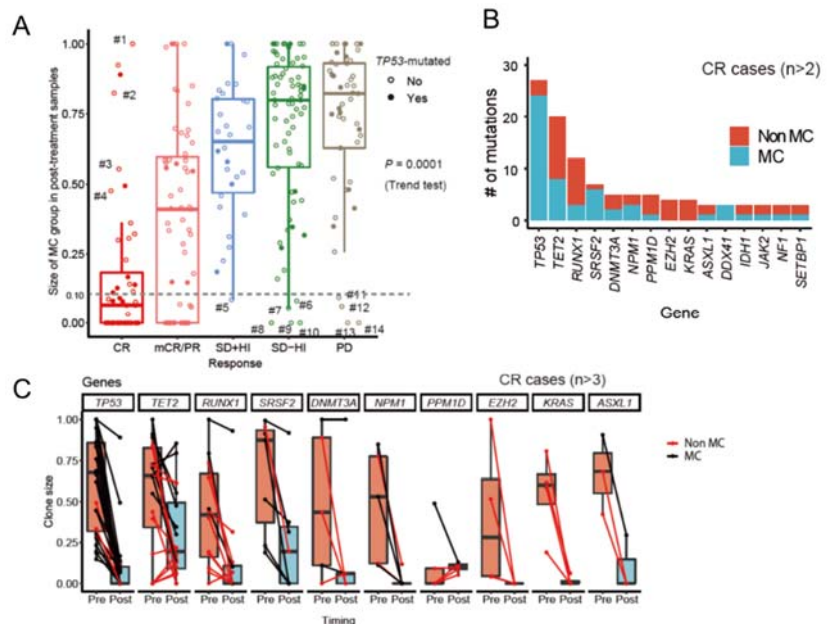 A
Size of MC group in post-treatment samples
1.00
0.75
0.50
0.25
0.10
0.00
#1
#2
#3
#4
#5
#6
#7
#8
#9
#10
#11
#12
#13
#14
CR
mCR/PR
SD+HI
SD−HI
PD
Response
TP53-mutated
No
Yes
P = 0.0001
(Trend test)
B
CR cases (n>2)
# of mutations
30
20
10
0
Non MC
MC
TP53
TET2
RUNX1
SRSF2
DNMT3A
NPM1
PPM1D
EZH2
KRAS
ASXL1
DDX41
IDH1
JAK2
NF1
SETBP1
Gene
C
Genes
CR cases (n>3)
TP53
TET2
RUNX1
SRSF2
DNMT3A
NPM1
PPM1D
EZH2
KRAS
ASXL1
Clone size
1.00
0.75
0.50
0.25
0.00
Non MC
MC
Pre Post
Pre Post
Pre Post
Pre Post
Pre Post
Pre Post
Pre Post
Pre Post
Pre Post
Pre Post
Timing